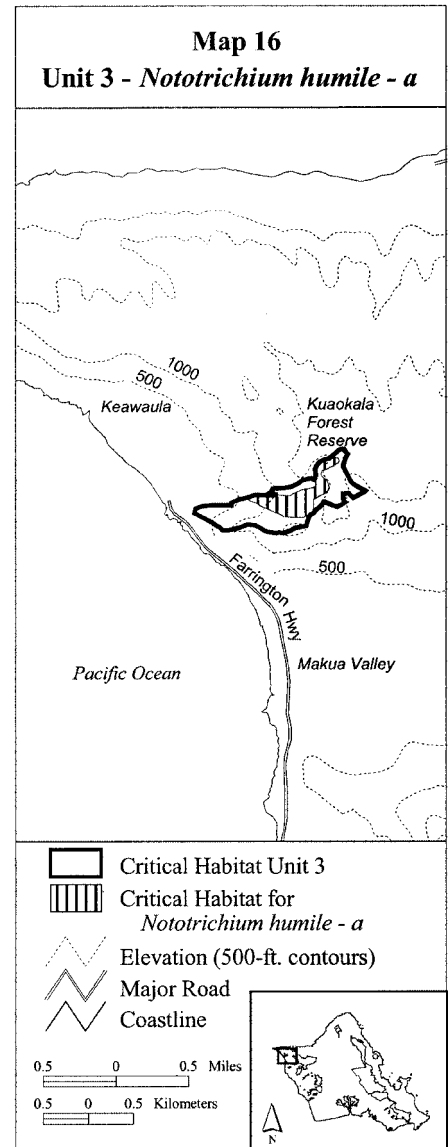 Map 16
Unit 3 - Nototrichium humile - a
1000
500
Keawaula
Kuaokala
Forest
Reserve
1000
500
Farrington
Hwy
Makua Valley
Pacific Ocean
Critical Habitat Unit 3
Critical Habitat for
Nototrichium humile - a
Elevation (500-ft. contours)
Major Road
Coastline
0.5 0 0.5 Miles
0.5 0 0.5 Kilometers
N